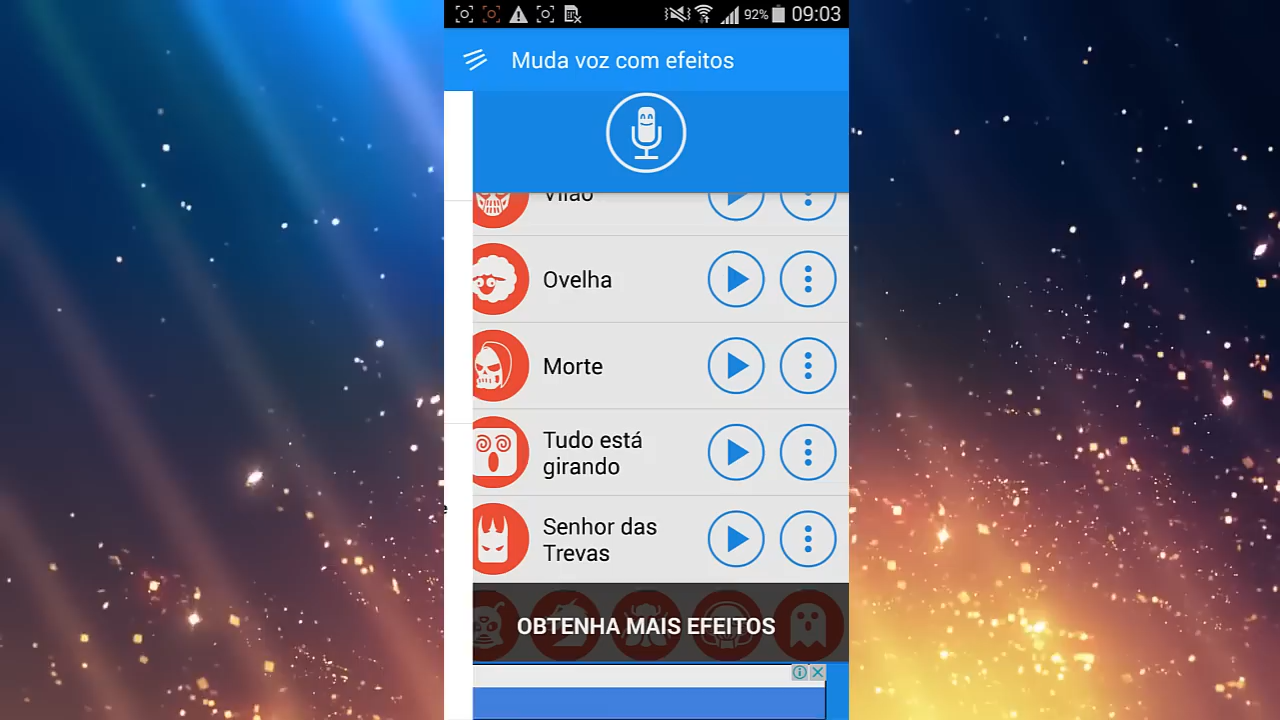 92% 09:03
Muda voz com efeitos
Vilão
Ovelha
Morte
Tudo está
girando
Senhor das
Trevas
OBTENHA MAIS EFEITOS